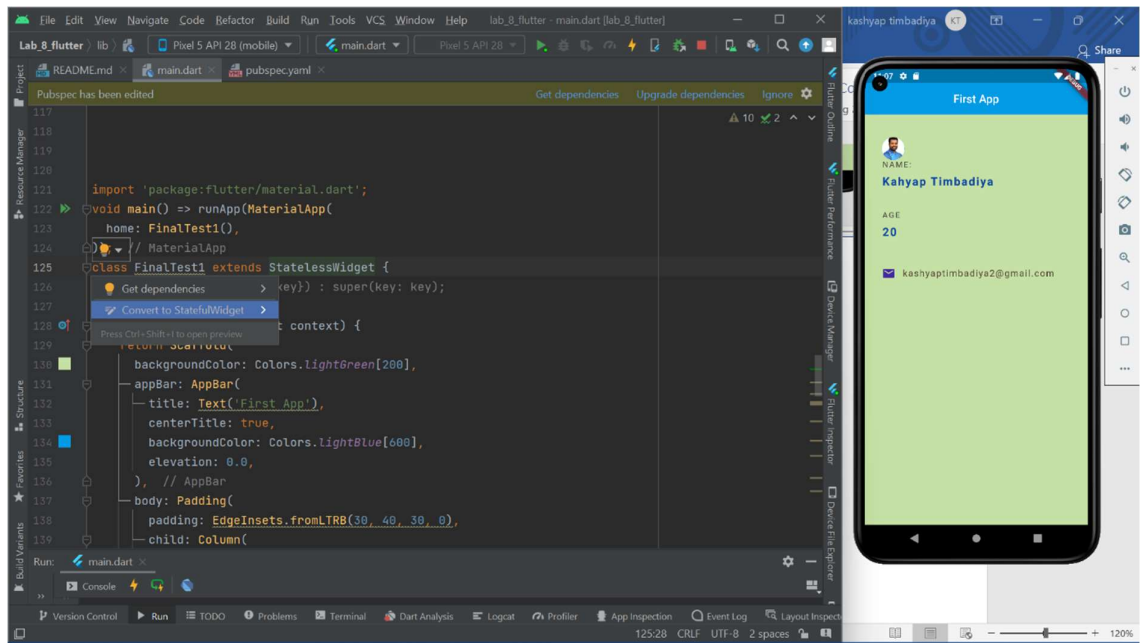 File Edit View Navigate Code Refactor Build Run Tools VCS Window Help lab_8_flutter - main.dart [lab_8_flutter]
Lab_8_flutter lib Pixel 5 API 28 (mobile) main.dart Pixel 5 API 28
README.md main.dart pubspec.yaml
Pubspec has been edited Get dependencies Upgrade dependencies Ignore
10 2
117
118
119
120
121 import 'package:flutter/material.dart';
122 void main() => runApp(MaterialApp(
123 home: FinalTest1(),
124 ); // MaterialApp
125 class FinalTest1 extends StatelessWidget {
126 key}) : super(key: key);
127
128 t context) {
129 return Scaffold(
130 backgroundColor: Colors.lightGreen[200],
131 appBar: AppBar(
132 title: Text('First App'),
133 centerTitle: true,
134 backgroundColor: Colors.lightBlue[600],
135 elevation: 0.0,
136 ), // AppBar
137 body: Padding(
138 padding: EdgeInsets.fromLTRB(30, 40, 30, 0),
139 child: Column(
Get dependencies
Convert to StatefulWidget
Press Ctrl+Shift+I to open preview
Project
Resource Manager
Structure
Favorites
Build Variants
Flutter Outline
Flutter Performance
Device Manager
Flutter Inspector
Device File Explorer
Run: main.dart
Console
Version Control Run TODO Problems Terminal Dart Analysis Logcat Profiler App Inspection Event Log Layout Inspect
125:28 CRLF UTF-8 2 spaces
kashyap timbadiya KT
Share
First App
NAME:
Kahyap Timbadiya
AGE
20
kashyaptimbadiya2@gmail.com
120%